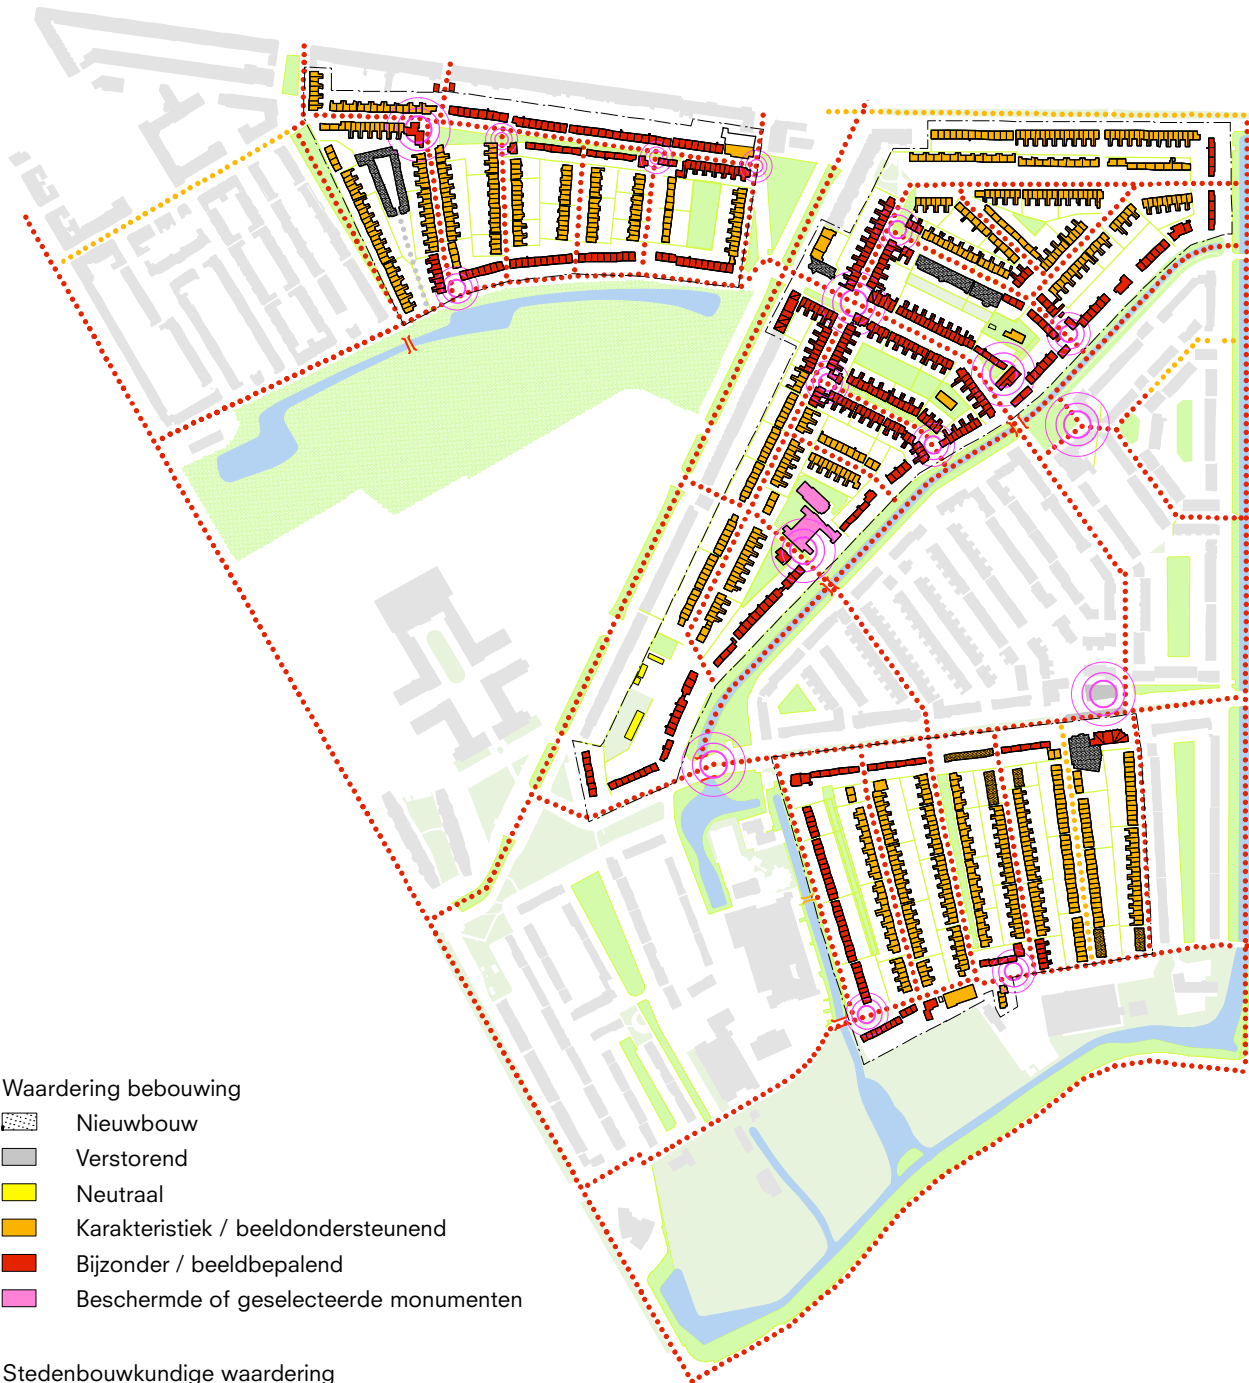 Waardering bebouwing
Nieuwbouw
Verstorend
Neutraal
Karakteristiek / beeldondersteunend
Bijzonder / beeldbepalend
Beschermde of geselecteerde monumenten
Stedenbouwkundige waardering